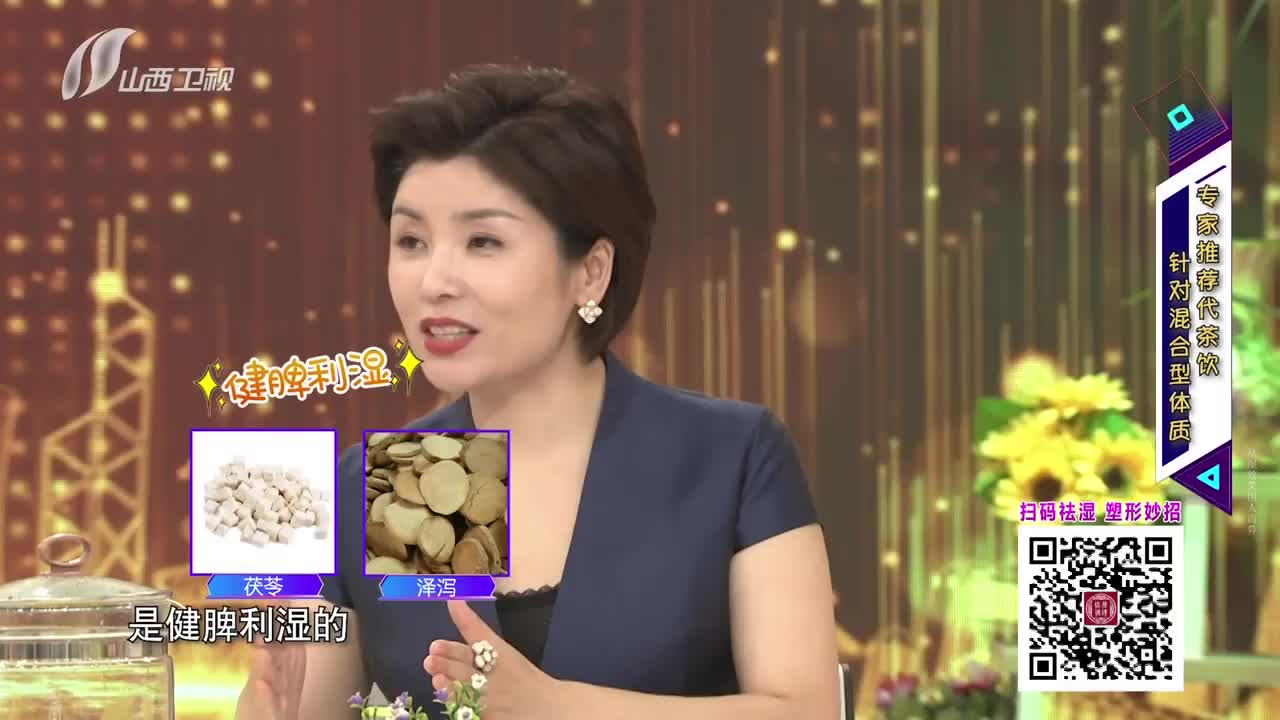 山西卫视
专家推荐代茶饮
针对混合型体质
健脾利湿
扫码祛湿 塑形妙招
茯苓
泽泻
是健脾利湿的